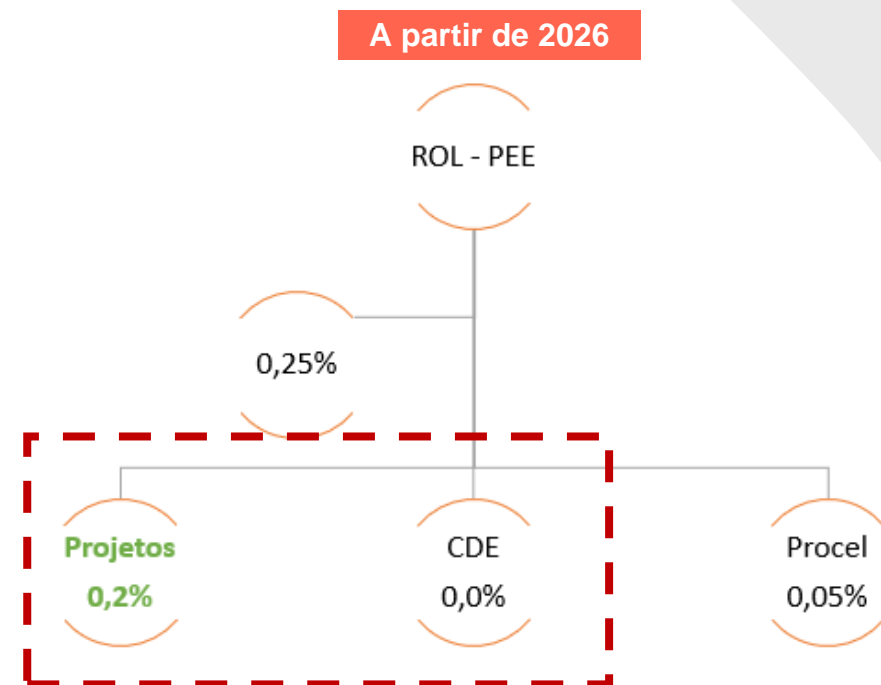 A partir de 2026
ROL - PEE
0,25%
Projetos
0,2%
CDE
0,0%
Procel
0,05%